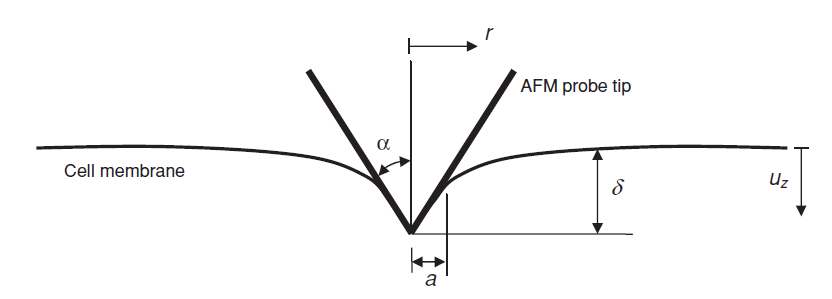 r
AFM probe tip
α
Cell membrane
δ
u_z
a